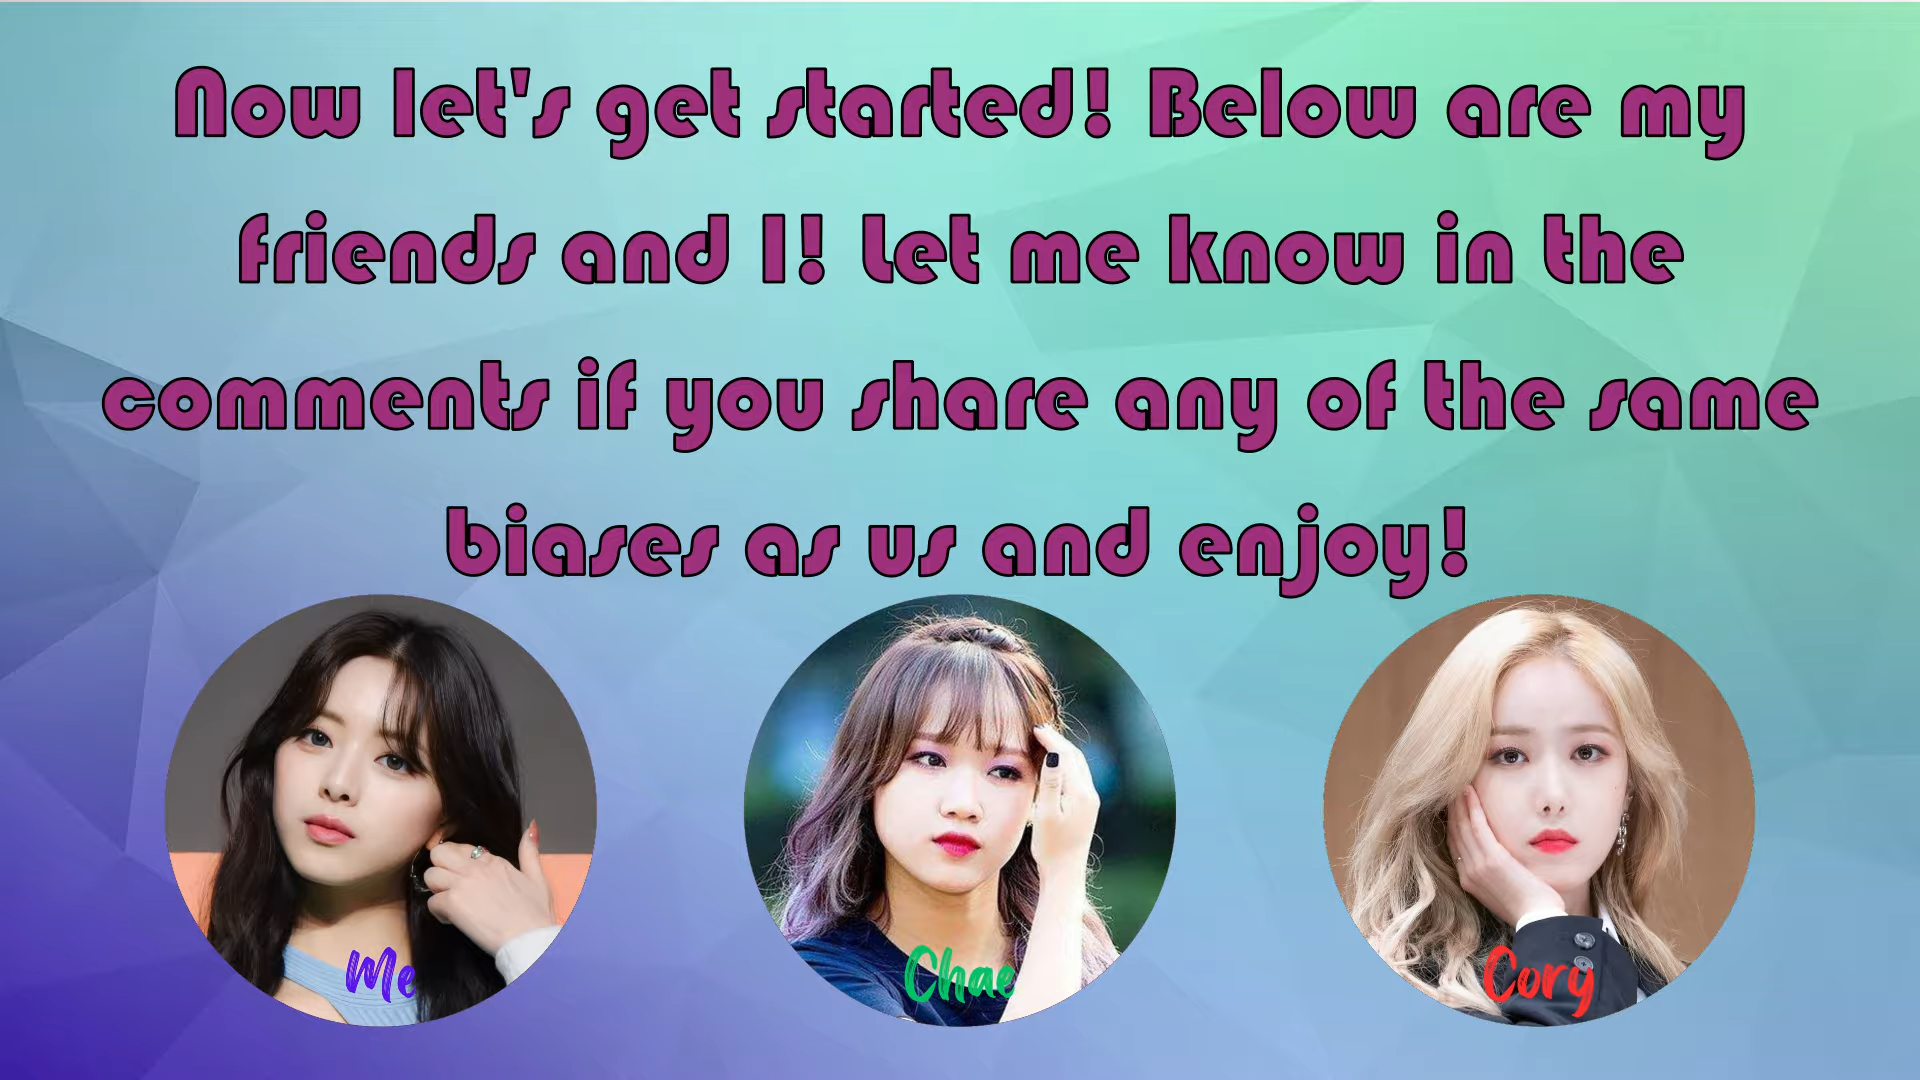 Now let's get started! Below are my
friends and I! Let me know in the
comments if you share any of the same
biases as us and enjoy!
Me
Chae
Cory